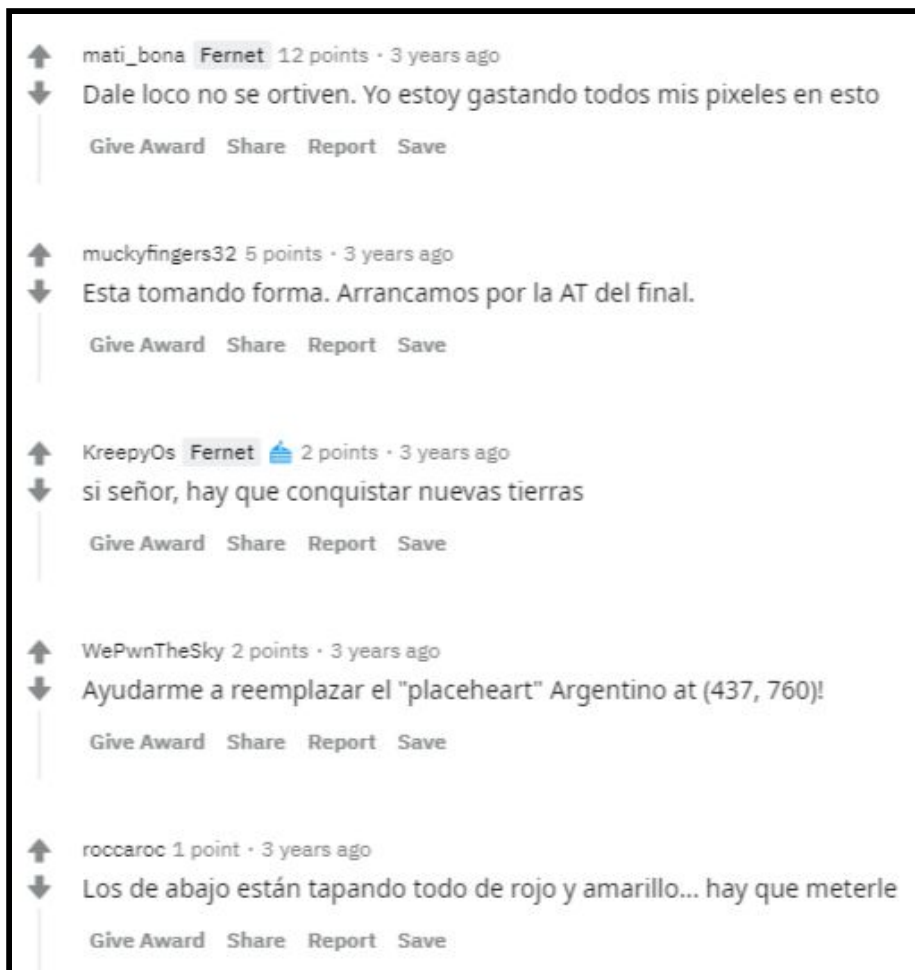 mati_bona Fernet 12 points · 3 years ago
Dale loco no se ortiven. Yo estoy gastando todos mis pixeles en esto
Give Award Share Report Save
muckyfingers32 5 points · 3 years ago
Esta tomando forma. Arrancamos por la AT del final.
Give Award Share Report Save
KreepyOs Fernet 2 points · 3 years ago
si señor, hay que conquistar nuevas tierras
Give Award Share Report Save
WePwnTheSky 2 points · 3 years ago
Ayudarme a reemplazar el "placeheart" Argentino at (437, 760)!
Give Award Share Report Save
roccaroc 1 point · 3 years ago
Los de abajo están tapando todo de rojo y amarillo... hay que meterle
Give Award Share Report Save